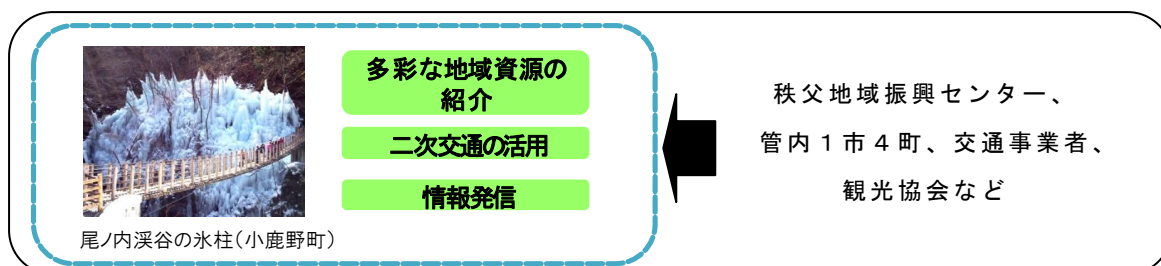 多彩な地域資源の
紹介
二次交通の活用
情報発信
尾ノ内渓谷の氷柱(小鹿野町)
秩父地域振興センター、
管内1市4町、交通事業者、
観光協会など